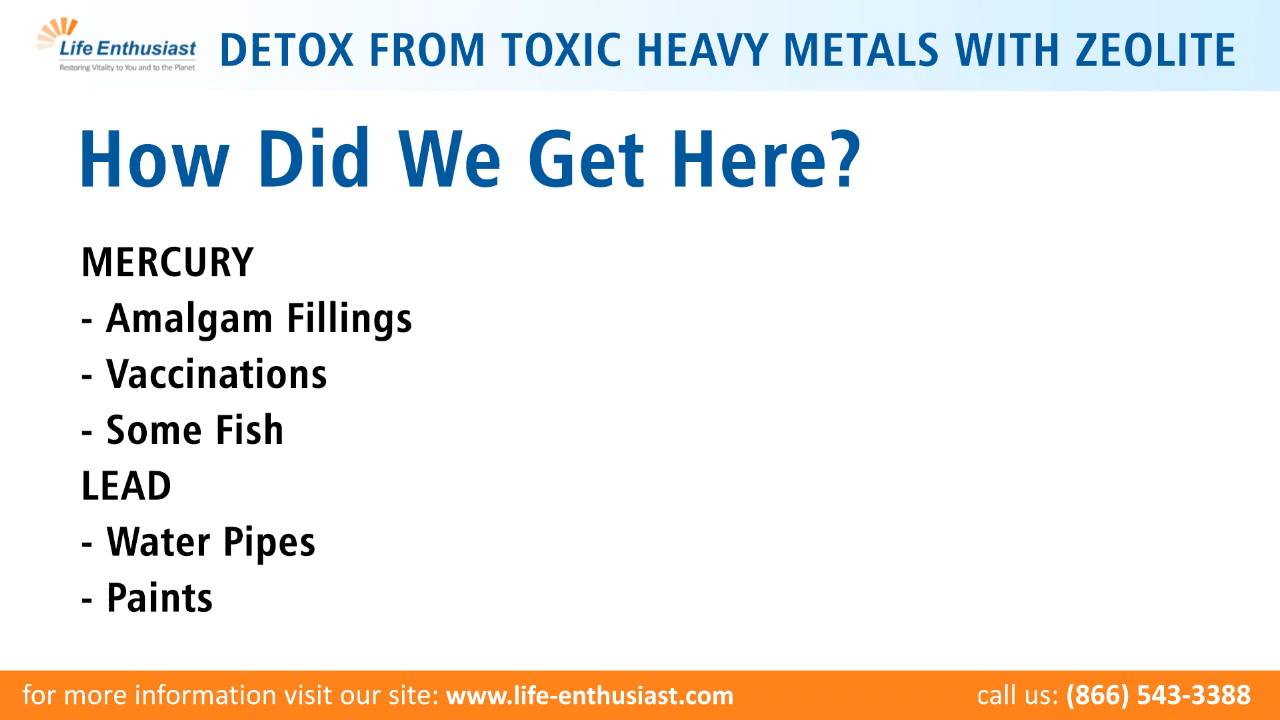 Life Enthusiast
Restoring Vitality to You and to the Planet
DETOX FROM TOXIC HEAVY METALS WITH ZEOLITE
How Did We Get Here?
MERCURY
- Amalgam Fillings
- Vaccinations
- Some Fish
LEAD
- Water Pipes
- Paints
for more information visit our site: www.life-enthusiast.com
call us: (866) 543-3388